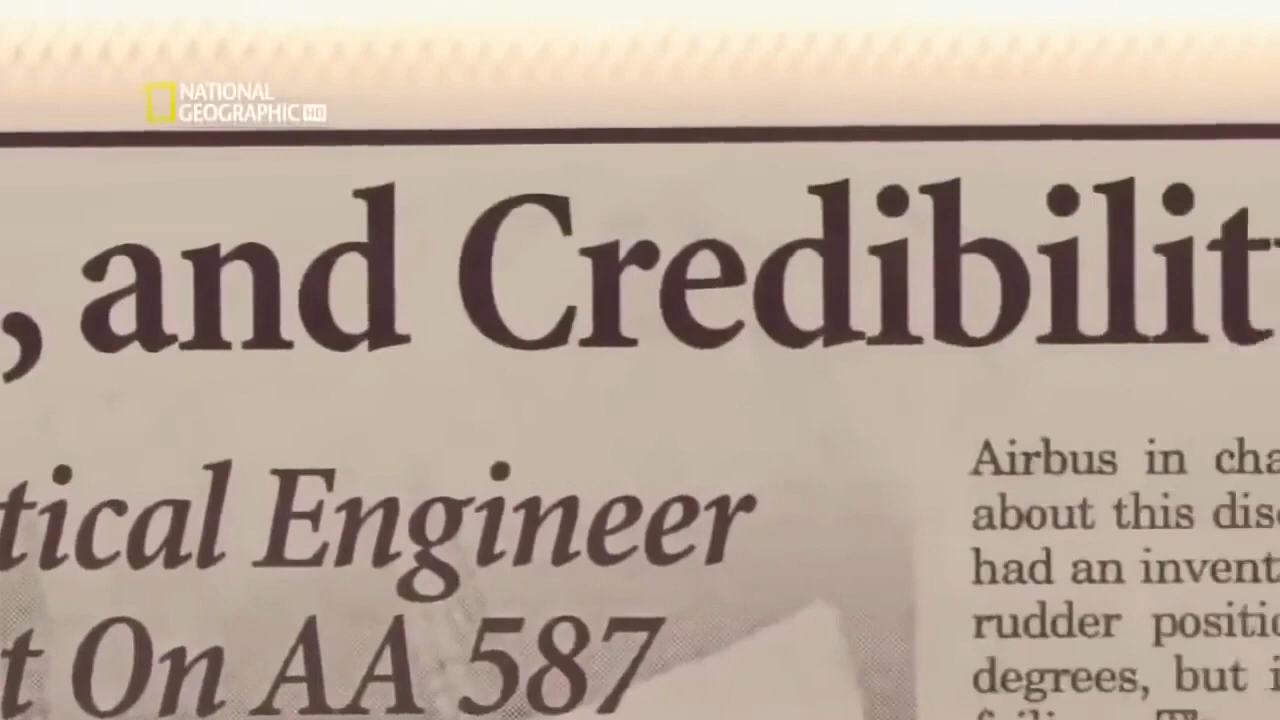 NATIONAL
GEOGRAPHIC HD
, and Credibilit
tical Engineer
t On AA 587
Airbus in cha
about this dis
had an invent
rudder positi
degrees, but i